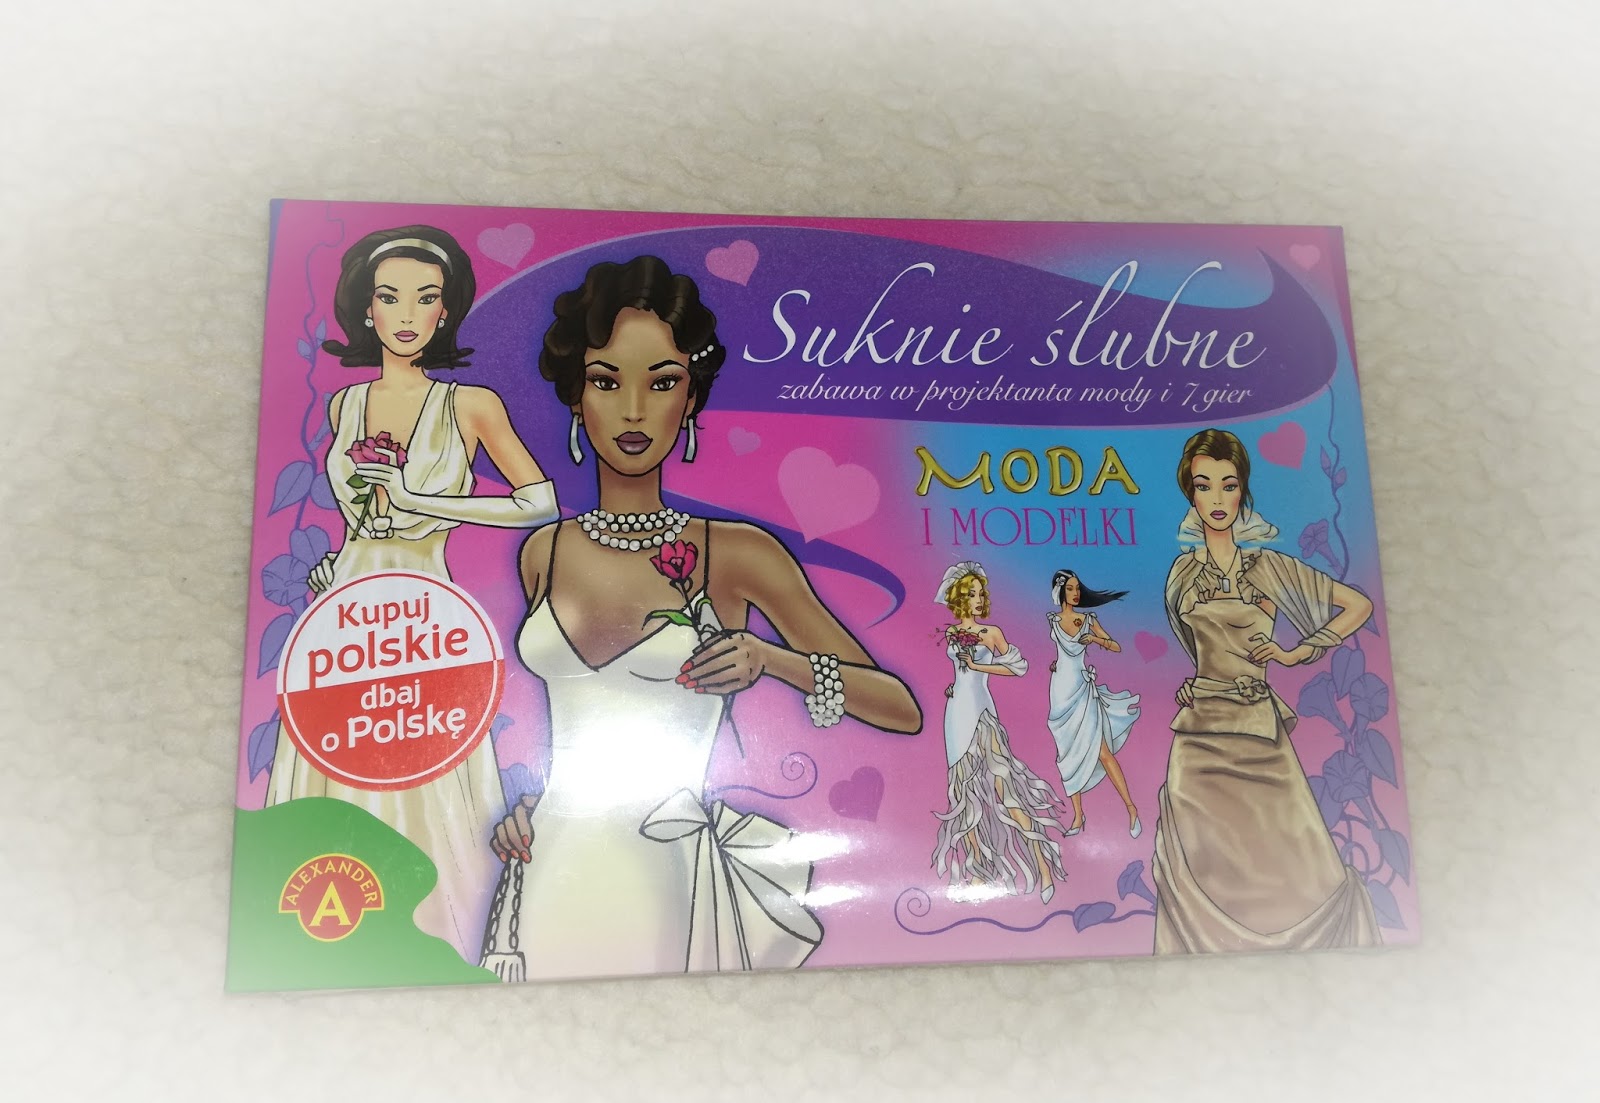 Suknie ślubne
zabawa w projektanta mody i 7 gier
MODA
I MODELKI
Kupuj
polskie
dbaj
o Polskę
ALEXANDER
A